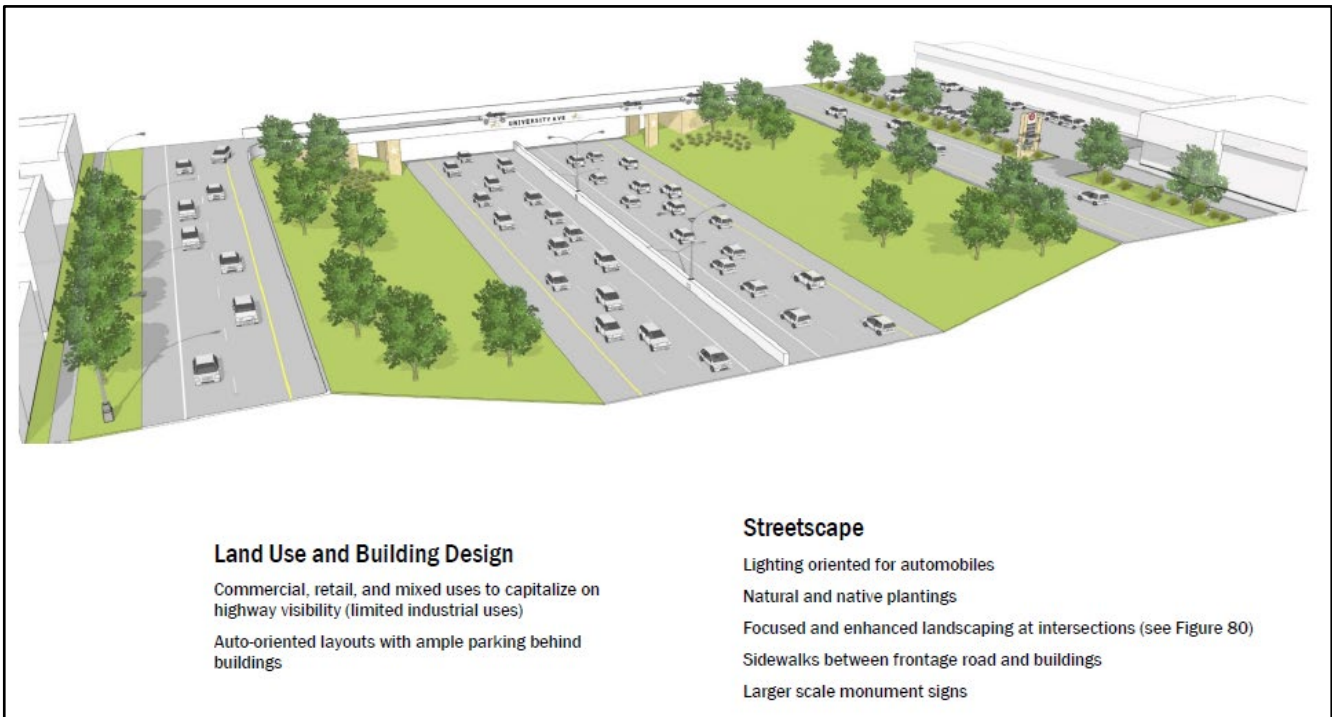 UNIVERSITY AVE
Land Use and Building Design
Commercial, retail, and mixed uses to capitalize on
highway visibility (limited industrial uses)
Auto-oriented layouts with ample parking behind
buildings
Streetscape
Lighting oriented for automobiles
Natural and native plantings
Focused and enhanced landscaping at intersections (see Figure 80)
Sidewalks between frontage road and buildings
Larger scale monument signs